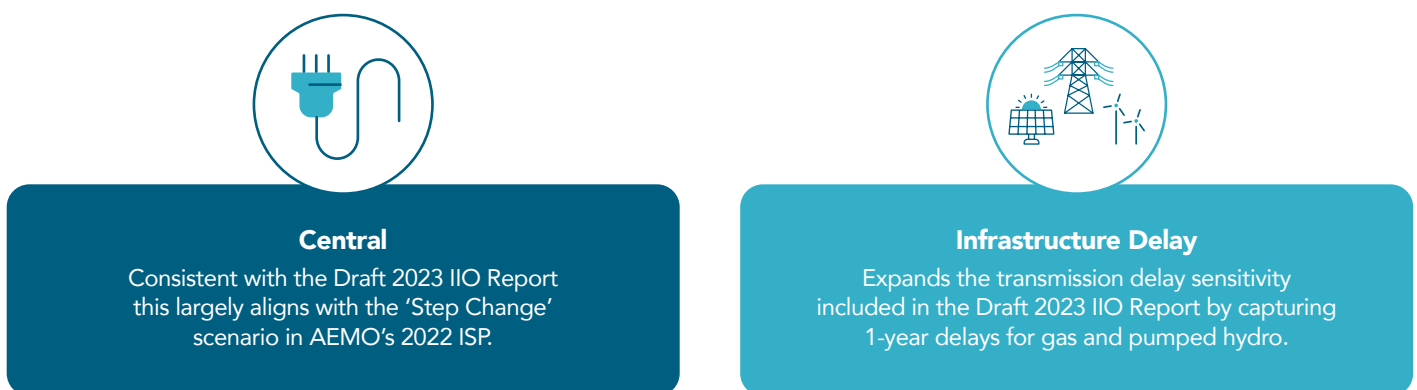 Central
Consistent with the Draft 2023 IIO Report
this largely aligns with the ‘Step Change’
scenario in AEMO’s 2022 ISP.
Infrastructure Delay
Expands the transmission delay sensitivity
included in the Draft 2023 IIO Report by capturing
1-year delays for gas and pumped hydro.